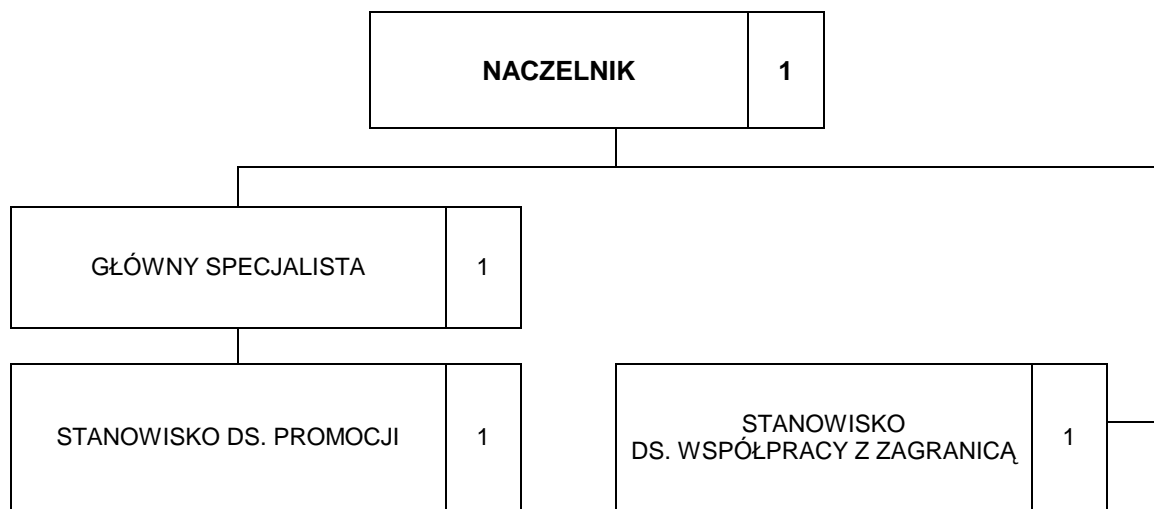 NACZELNIK 1
GŁÓWNY SPECJALISTA 1
STANOWISKO DS. PROMOCJI 1
STANOWISKO
DS. WSPÓŁPRACY Z ZAGRANICĄ 1